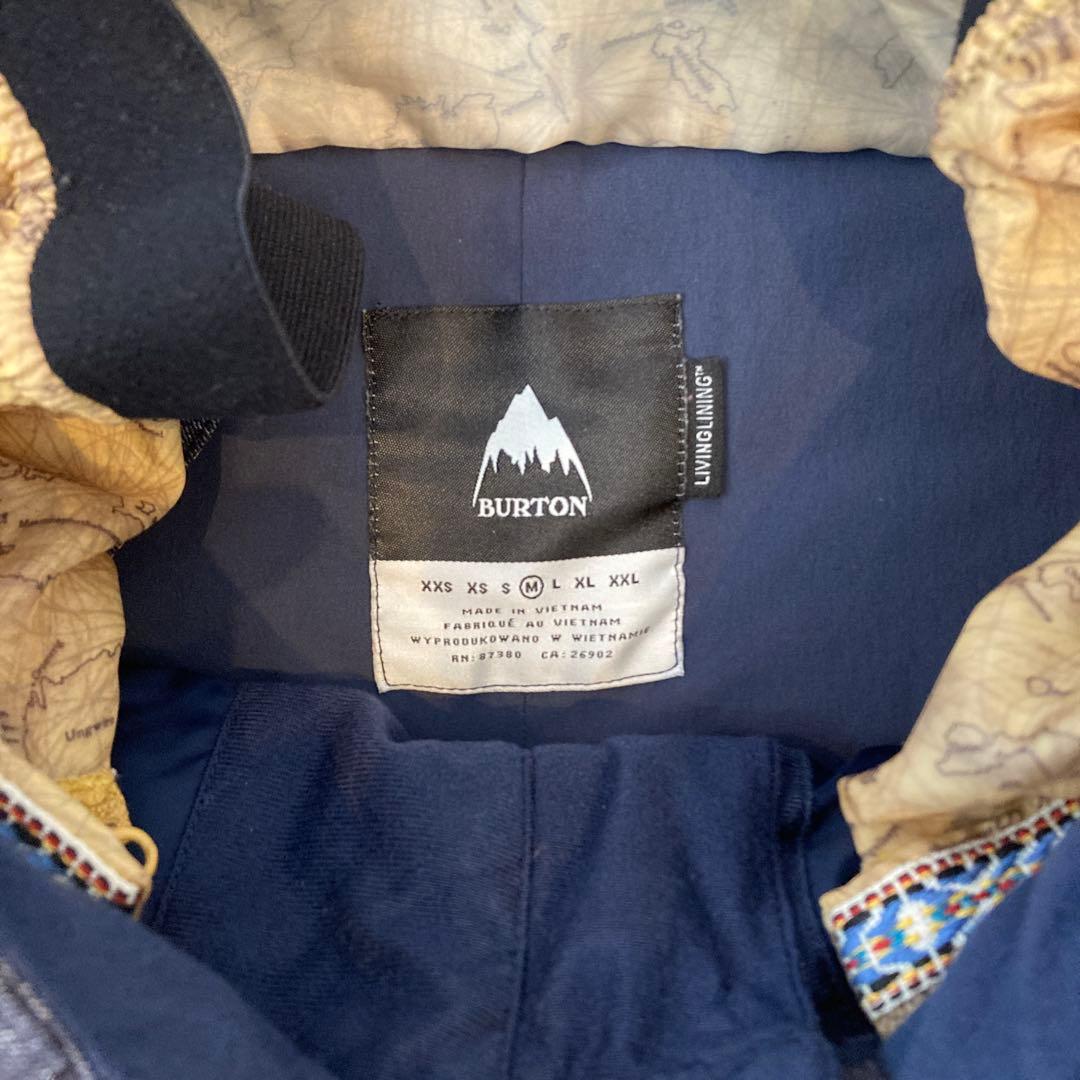 BURTON
LIVINGLINING™
XXS XS S M L XL XXL
MADE IN VIETNAM
FABRIQUÉ AU VIETNAM
WYPRODUKOWANO W WIETNAMIE
RN: 87380 CA: 26902